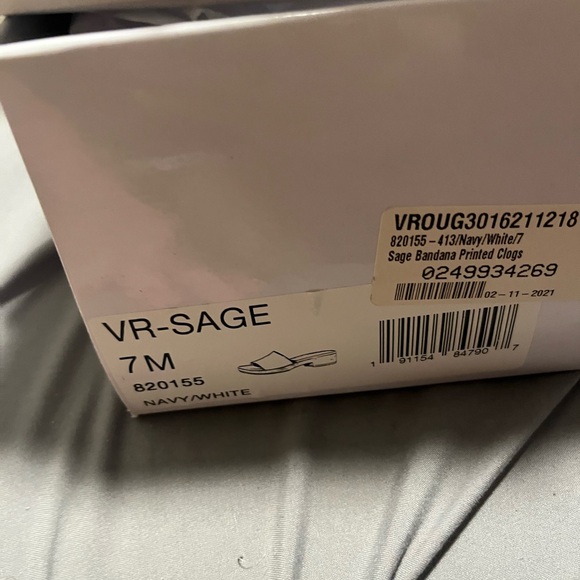 VROUG3016211218
820155-413/Navy/White/7
Sage Bandana Printed Clogs
0249934269
02-11-2021
VR-SAGE
7M
820155
NAVY/WHITE
1 91154 84790 7